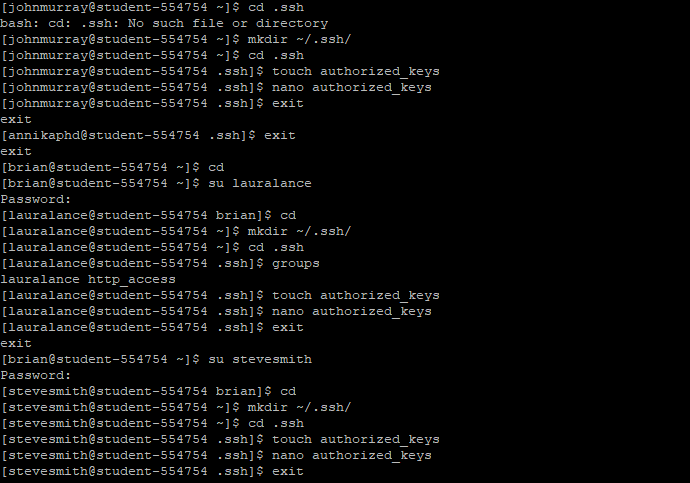 [johnmurray@student-554754 ~]$ cd .ssh
bash: cd: .ssh: No such file or directory
[johnmurray@student-554754 ~]$ mkdir ~/.ssh/
[johnmurray@student-554754 ~]$ cd .ssh
[johnmurray@student-554754 .ssh]$ touch authorized_keys
[johnmurray@student-554754 .ssh]$ nano authorized_keys
[johnmurray@student-554754 .ssh]$ exit
exit
[annikaphd@student-554754 .ssh]$ exit
exit
[brian@student-554754 ~]$ cd
[brian@student-554754 ~]$ su lauralance
Password:
[lauralance@student-554754 brian]$ cd
[lauralance@student-554754 ~]$ mkdir ~/.ssh/
[lauralance@student-554754 ~]$ cd .ssh
[lauralance@student-554754 .ssh]$ groups
lauralance http_access
[lauralance@student-554754 .ssh]$ touch authorized_keys
[lauralance@student-554754 .ssh]$ nano authorized_keys
[lauralance@student-554754 .ssh]$ exit
exit
[brian@student-554754 ~]$ su stevesmith
Password:
[stevesmith@student-554754 brian]$ cd
[stevesmith@student-554754 ~]$ mkdir ~/.ssh/
[stevesmith@student-554754 ~]$ cd .ssh
[stevesmith@student-554754 .ssh]$ touch authorized_keys
[stevesmith@student-554754 .ssh]$ nano authorized_keys
[stevesmith@student-554754 .ssh]$ exit